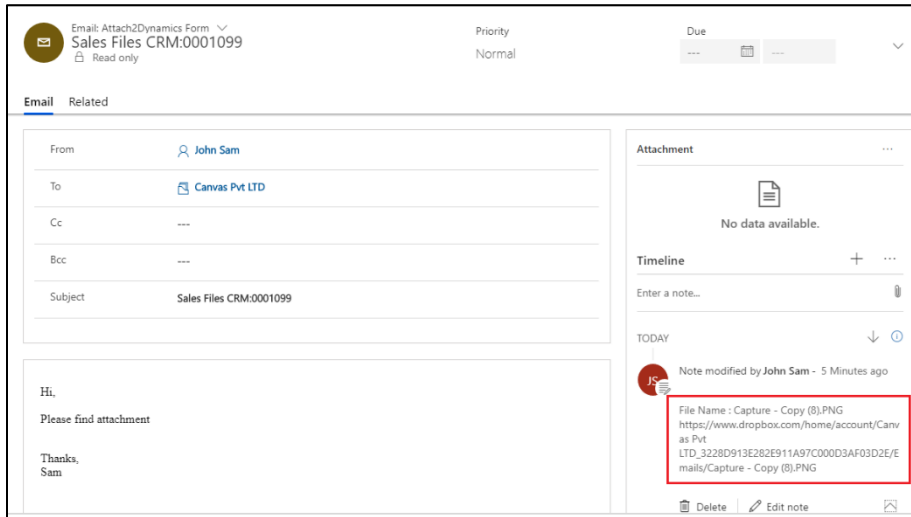 Email: Attach2Dynamics Form
Sales Files CRM:0001099
Read only
Priority
Normal
Due
---
---
Email Related
From John Sam
To Canvas Pvt LTD
Cc ---
Bcc ---
Subject Sales Files CRM:0001099
Hi,
Please find attachment
Thanks,
Sam
Attachment ...
No data available.
Timeline + ...
Enter a note...
TODAY
JS
Note modified by John Sam - 5 Minutes ago
File Name : Capture - Copy (8).PNG
https://www.dropbox.com/home/account/Canv
as Pvt
LTD_3228D913E282E911A97C000D3AF03D2E/E
mails/Capture - Copy (8).PNG
Delete Edit note